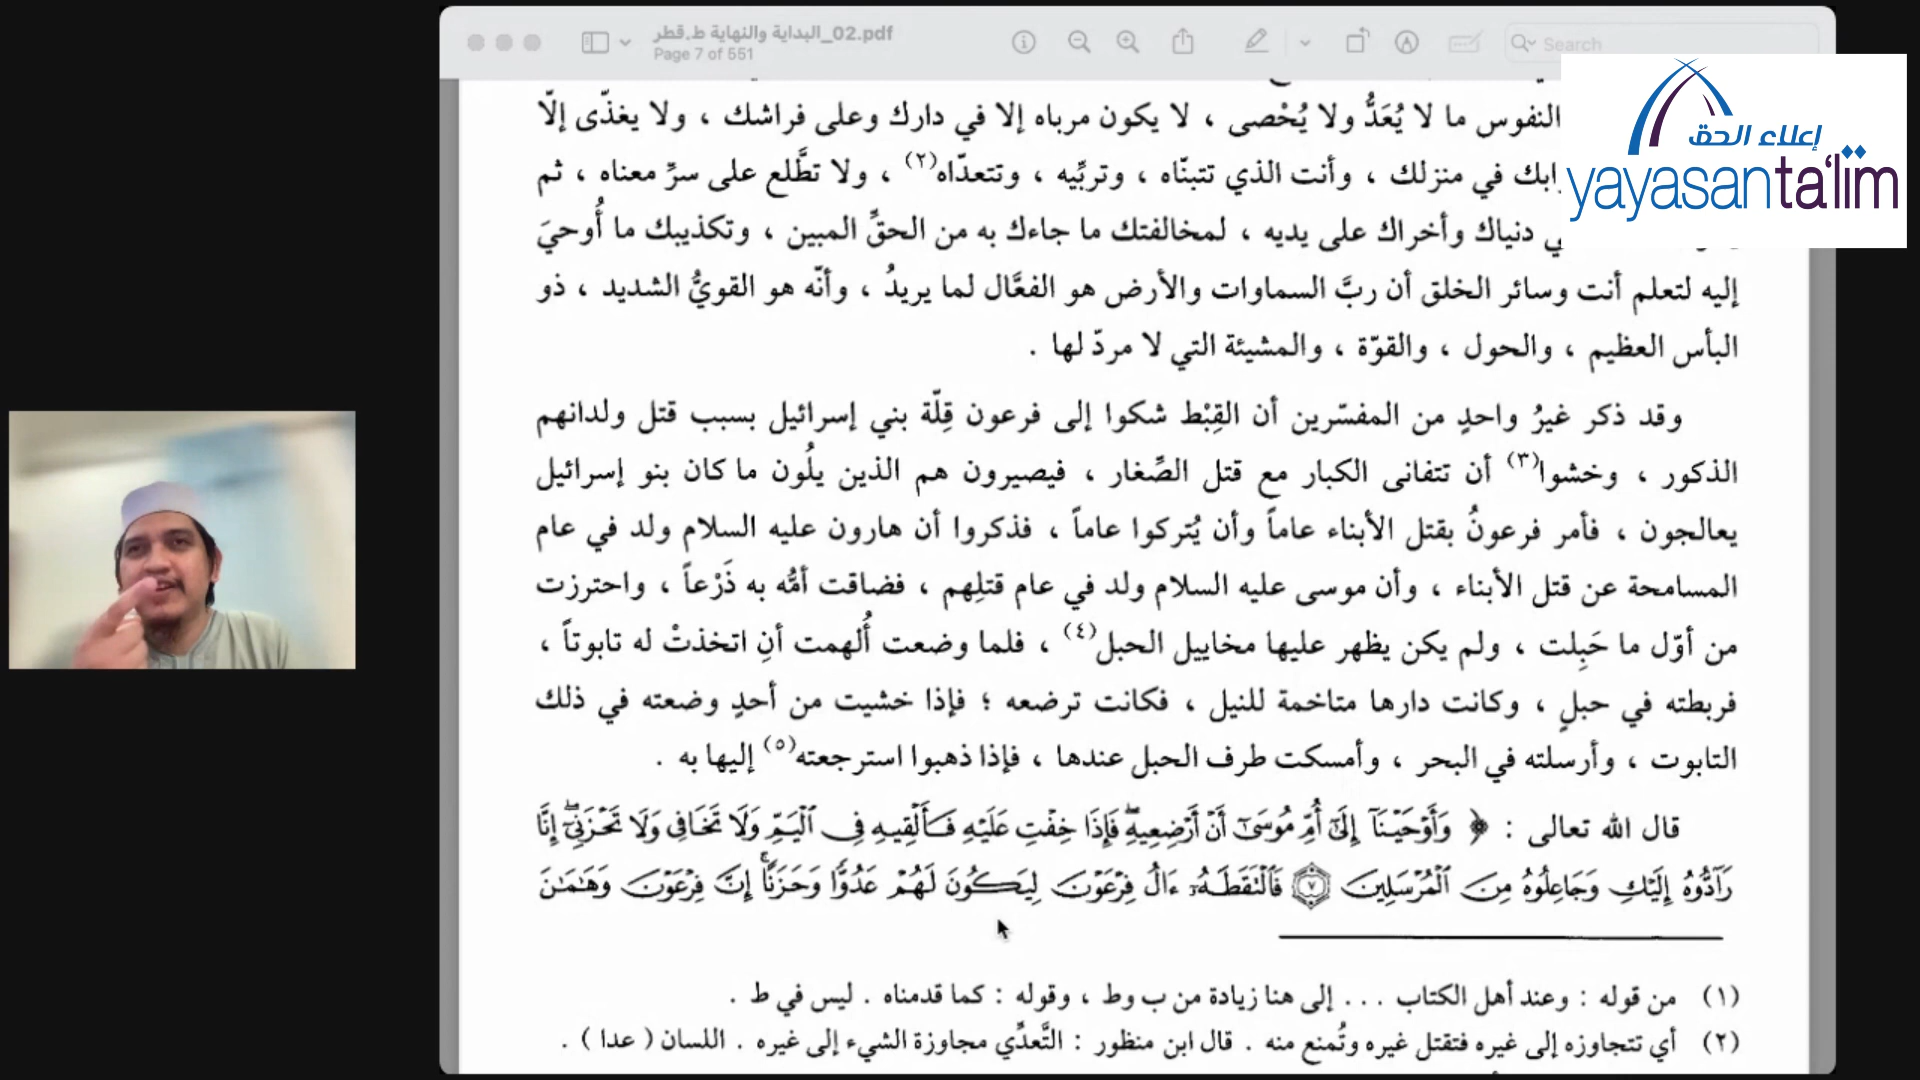 البداية والنهاية ط.قطر_02.pdf
Page 7 of 551
Search
إعلاء الحق
yayasanta'lim
النفوس ما لا يُعَدُّ ولا يُحْصى ، لا يكون مرباه إلا في دارك وعلى فراشك ، ولا يغذّى إلّا
في منزلك ، وأنت الذي تتبنّاه ، وتربِّيه ، وتتعدّاه(٢) ، ولا تطَّلع على سرِّ معناه ، ثم
دنياك وأخراك على يديه ، لمخالفتك ما جاءك به من الحقِّ المبين ، وتكذيبك ما أُوحيَ
إليه لتعلم أنت وسائر الخلق أن ربَّ السماوات والأرض هو الفعَّال لما يريدُ ، وأنّه هو القويُّ الشديد ، ذو
البأس العظيم ، والحول ، والقوّة ، والمشيئة التي لا مردّ لها .
وقد ذكر غيرُ واحدٍ من المفسّرين أن القِبْط شكوا إلى فرعون قِلّة بني إسرائيل بسبب قتل ولدانهم
الذكور ، وخشوا(٣) أن تتفانى الكبار مع قتل الصِّغار ، فيصيرون هم الذين يلُون ما كان بنو إسرائيل
يعالجون ، فأمر فرعونُ بقتل الأبناء عاماً وأن يُتركوا عاماً ، فذكروا أن هارون عليه السلام ولد في عام
المسامحة عن قتل الأبناء ، وأن موسى عليه السلام ولد في عام قتلِهم ، فضاقت أمُّه به ذَرْعاً ، واحترزت
من أوّل ما حَبِلت ، ولم يكن يظهر عليها مخاييل الحبل(٤) ، فلما وضعت أُلهمت أنِ اتخذتْ له تابوتاً ،
فربطته في حبلٍ ، وكانت دارها متاخمة للنيل ، فكانت ترضعه ؛ فإذا خشيت من أحدٍ وضعته في ذلك
التابوت ، وأرسلته في البحر ، وأمسكت طرف الحبل عندها ، فإذا ذهبوا استرجعته(٥) إليها به .
قال الله تعالى : ﴿ وَأَوْحَيْنَآ إِلَىٰٓ أُمِّ مُوسَىٰٓ أَنْ أَرْضِعِيهِۖ فَإِذَا خِفْتِ عَلَيْهِ فَأَلْقِيهِ فِى ٱلْيَمِّ وَلَا تَخَافِى وَلَا تَحْزَنِىٓۖ إِنَّا
رَآدُّوهُ إِلَيْكِ وَجَاعِلُوهُ مِنَ ٱلْمُرْسَلِينَ ٧ فَٱلْتَقَطَهُۥٓ ءَالُ فِرْعَوْنَ لِيَكُونَ لَهُمْ عَدُوًّا وَحَزَنًاۗ إِنَّ فِرْعَوْنَ وَهَـٰمَـٰنَ
(١) من قوله : وعند أهل الكتاب ... إلى هنا زيادة من ب وط ، وقوله : كما قدمناه . ليس في ط .
(٢) أي تتجاوزه إلى غيره فتقتل غيره وتُمنع منه . قال ابن منظور : التَّعدِّي مجاوزة الشيء إلى غيره . اللسان ( عدا ) .